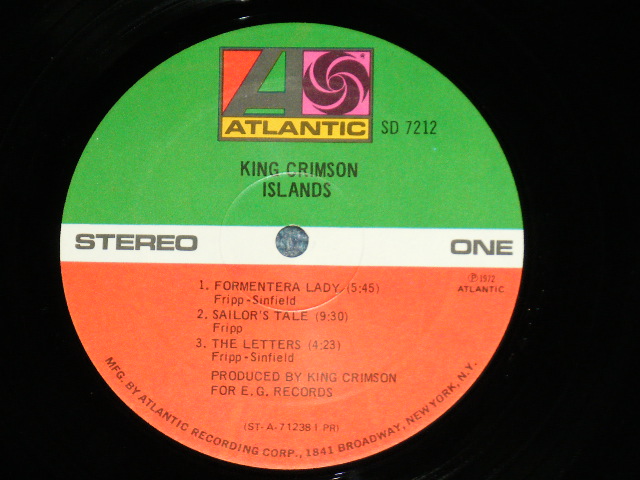 ATLANTIC
SD 7212
KING CRIMSON
ISLANDS
STEREO
ONE
℗ 1972
ATLANTIC
1. FORMENTERA LADY (5:45)
Fripp-Sinfield
2. SAILOR'S TALE (9:30)
Fripp
3. THE LETTERS (4:23)
Fripp-Sinfield
PRODUCED BY KING CRIMSON
FOR E.G. RECORDS
(ST-A-712381 PR)
MFG. BY ATLANTIC RECORDING CORP., 1841 BROADWAY, NEW YORK, N.Y.